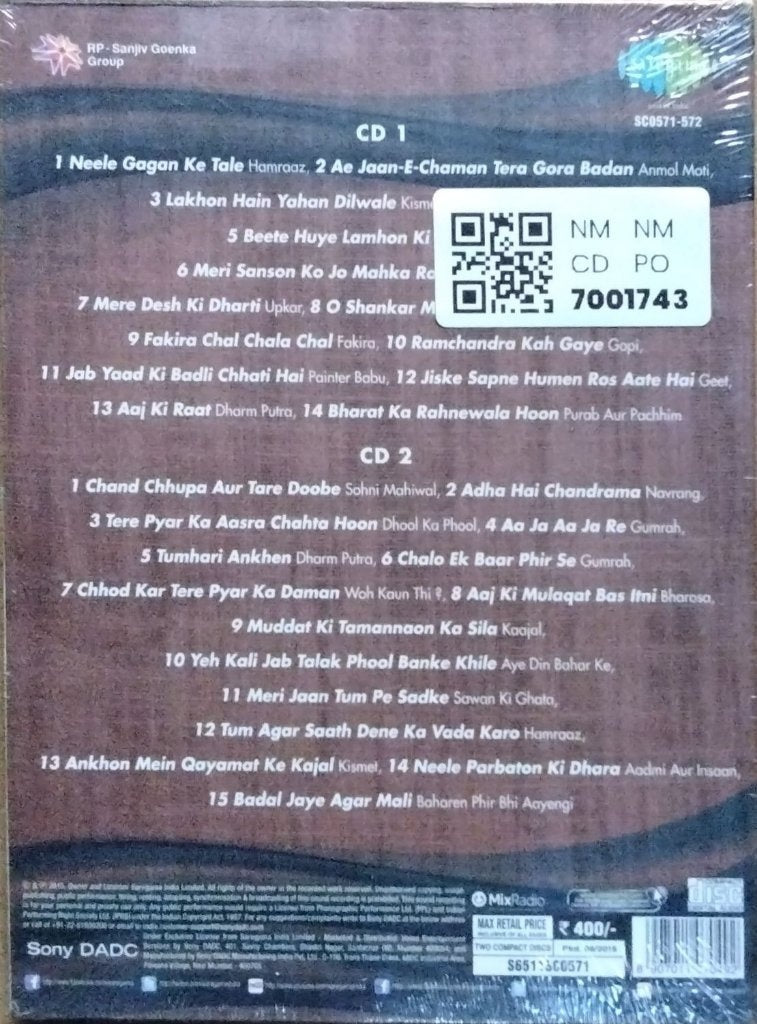 RP - Sanjiv Goenka
Group
SC0571-572
CD 1
1 Neele Gagan Ke Tale Hamraaz, 2 Ae Jaan-E-Chaman Tera Gora Badan Anmol Moti,
3 Lakhon Hain Yahan Dilwale
5 Beete Huye Lamhon Ki
6 Meri Sanson Ko Jo Mahka
7 Mere Desh Ki Dharti Upkar, 8 O Shankar
9 Fakira Chal Chala Chal Fakira, 10 Ramchandra Kah Gaye Gopi,
11 Jab Yaad Ki Badli Chhati Hai Painter Babu, 12 Jiske Sapne Humen Ros Aate Hai Geet,
13 Aaj Ki Raat Dharm Putra, 14 Bharat Ka Rahnewala Hoon Purab Aur Pachhim
NM NM
CD PO
7001743
CD 2
1 Chand Chhupa Aur Tare Doobe Sohni Mahiwal, 2 Adha Hai Chandrama Navrang,
3 Tere Pyar Ka Aasra Chahta Hoon Dhool Ka Phool, 4 Aa Ja Aa Ja Re Gumrah,
5 Tumhari Ankhen Dharm Putra, 6 Chalo Ek Baar Phir Se Gumrah,
7 Chhod Kar Tere Pyar Ka Daman Woh Kaun Thi ?, 8 Aaj Ki Mulaqat Bas Itni Bharosa,
9 Muddat Ki Tamannaon Ka Sila Kaajal,
10 Yeh Kali Jab Talak Phool Banke Khile Aye Din Bahar Ke,
11 Meri Jaan Tum Pe Sadke Sawan Ki Ghata,
12 Tum Agar Saath Dene Ka Vada Karo Hamraaz,
13 Ankhon Mein Qayamat Ke Kajal Kismet, 14 Neele Parbaton Ki Dhara Aadmi Aur Insaan,
15 Badal Jaye Agar Mali Baharen Phir Bhi Aayengi
MixRadio
disc
MAX RETAIL PRICE
₹ 400/-
TWO COMPACT DISCS
Sony DADC